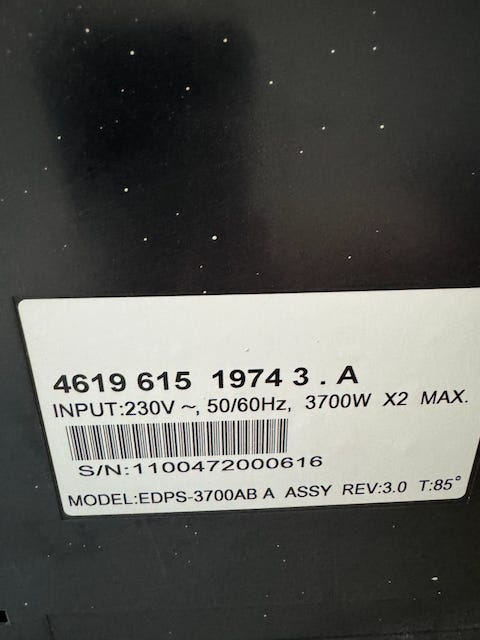 4619 615 1974 3 . A
INPUT:230V ~, 50/60Hz, 3700W X2 MAX.
S/N:1100472000616
MODEL:EDPS-3700AB A ASSY REV:3.0 T:85°